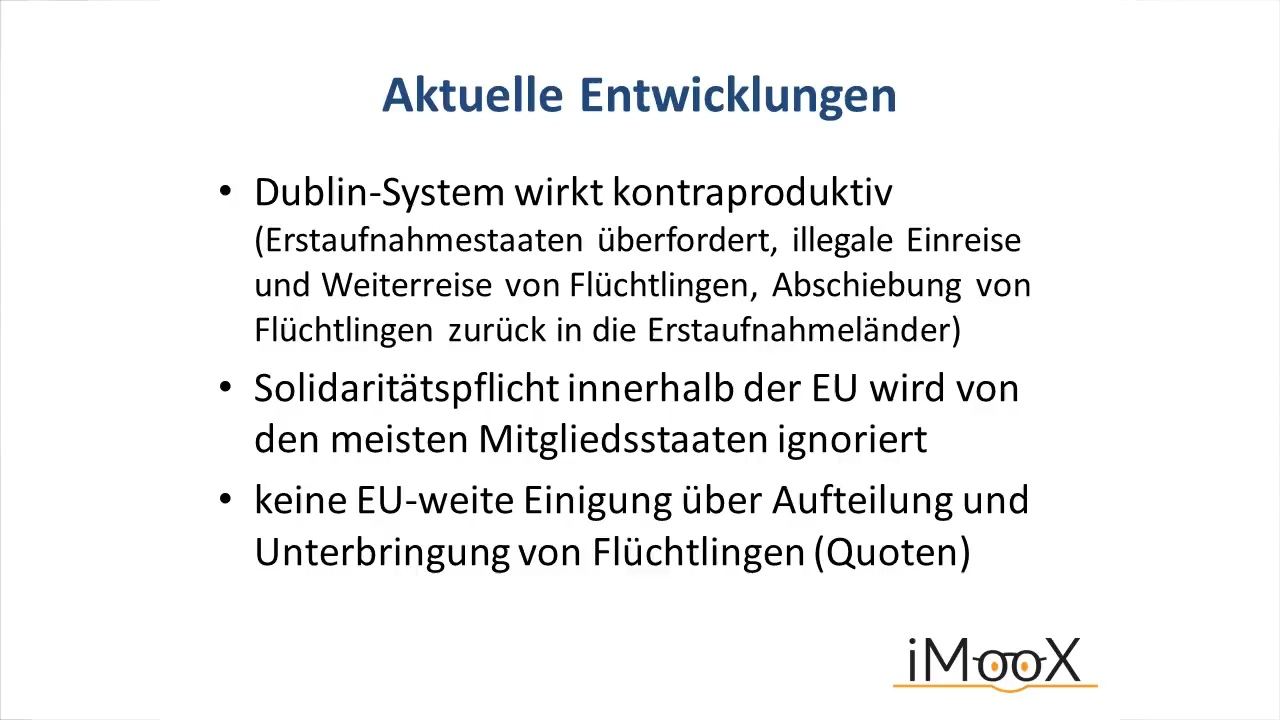 Aktuelle Entwicklungen
• Dublin-System wirkt kontraproduktiv
(Erstaufnahmestaaten überfordert, illegale Einreise
und Weiterreise von Flüchtlingen, Abschiebung von
Flüchtlingen zurück in die Erstaufnahmeländer)
• Solidaritätspflicht innerhalb der EU wird von
den meisten Mitgliedsstaaten ignoriert
• keine EU-weite Einigung über Aufteilung und
Unterbringung von Flüchtlingen (Quoten)
iMooX